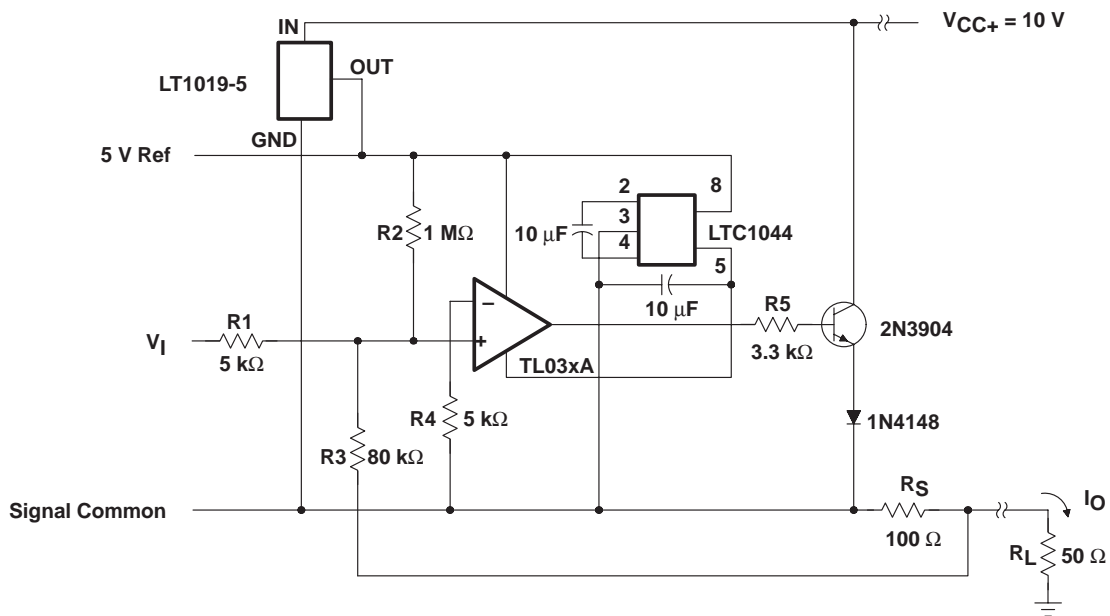 IN
V_CC+ = 10 V
OUT
LT1019-5
GND
5 V Ref
2
8
3
R2 1 MΩ
10 μF
4
LTC1044
5
10 μF
R5
R1
–
2N3904
V_I
+
5 kΩ
TL03xA
3.3 kΩ
R4 5 kΩ
1N4148
R3 80 kΩ
R_S
I_O
Signal Common
100 Ω
R_L 50 Ω